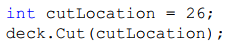 int cutLocation = 26;
deck.Cut(cutLocation);